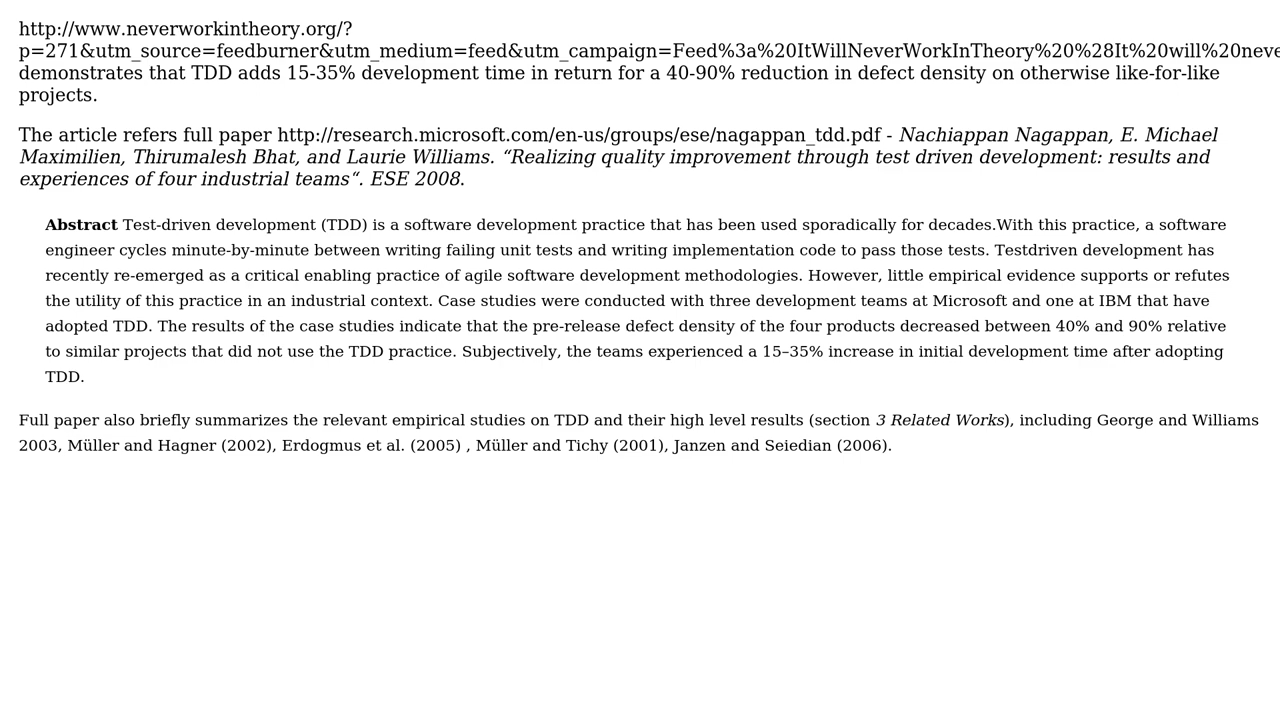 http://www.neverworkintheory.org/?
p=271&utm_source=feedburner&utm_medium=feed&utm_campaign=Feed%3a%20ItWillNeverWorkInTheory%20%28It%20will%20neve
demonstrates that TDD adds 15-35% development time in return for a 40-90% reduction in defect density on otherwise like-for-like
projects.
The article refers full paper http://research.microsoft.com/en-us/groups/ese/nagappan_tdd.pdf - Nachiappan Nagappan, E. Michael
Maximilien, Thirumalesh Bhat, and Laurie Williams. “Realizing quality improvement through test driven development: results and
experiences of four industrial teams“. ESE 2008.
Abstract Test-driven development (TDD) is a software development practice that has been used sporadically for decades.With this practice, a software
engineer cycles minute-by-minute between writing failing unit tests and writing implementation code to pass those tests. Testdriven development has
recently re-emerged as a critical enabling practice of agile software development methodologies. However, little empirical evidence supports or refutes
the utility of this practice in an industrial context. Case studies were conducted with three development teams at Microsoft and one at IBM that have
adopted TDD. The results of the case studies indicate that the pre-release defect density of the four products decreased between 40% and 90% relative
to similar projects that did not use the TDD practice. Subjectively, the teams experienced a 15–35% increase in initial development time after adopting
TDD.
Full paper also briefly summarizes the relevant empirical studies on TDD and their high level results (section 3 Related Works), including George and Williams
2003, Müller and Hagner (2002), Erdogmus et al. (2005) , Müller and Tichy (2001), Janzen and Seiedian (2006).